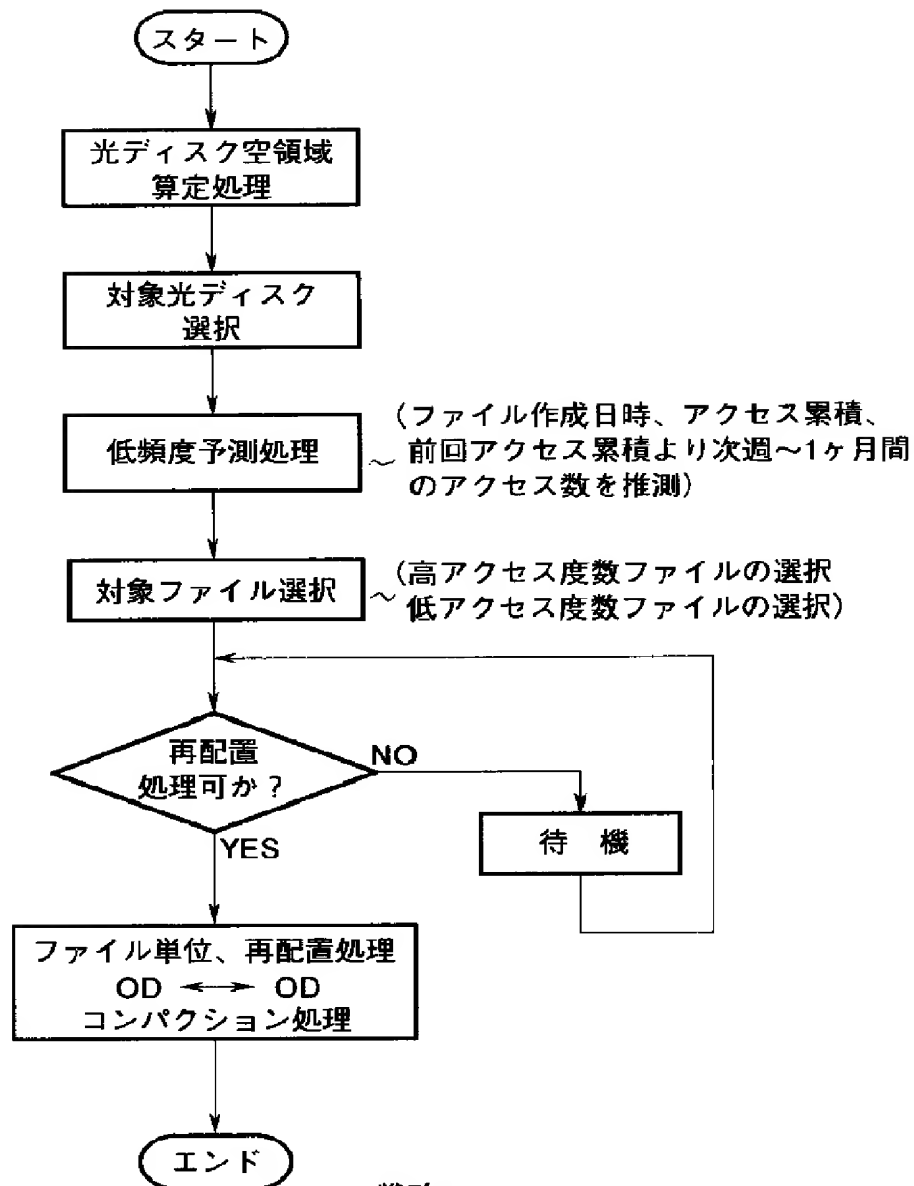 スタート
光ディスク空領域
算定処理
対象光ディスク
選択
低頻度予測処理
(ファイル作成日時、アクセス累積、
前回アクセス累積より次週~1ヶ月間
のアクセス数を推測)
対象ファイル選択
(高アクセス度数ファイルの選択
低アクセス度数ファイルの選択)
再配置
処理可か?
NO
待 機
YES
ファイル単位、再配置処理
OD ←→ OD
コンパクション処理
エンド